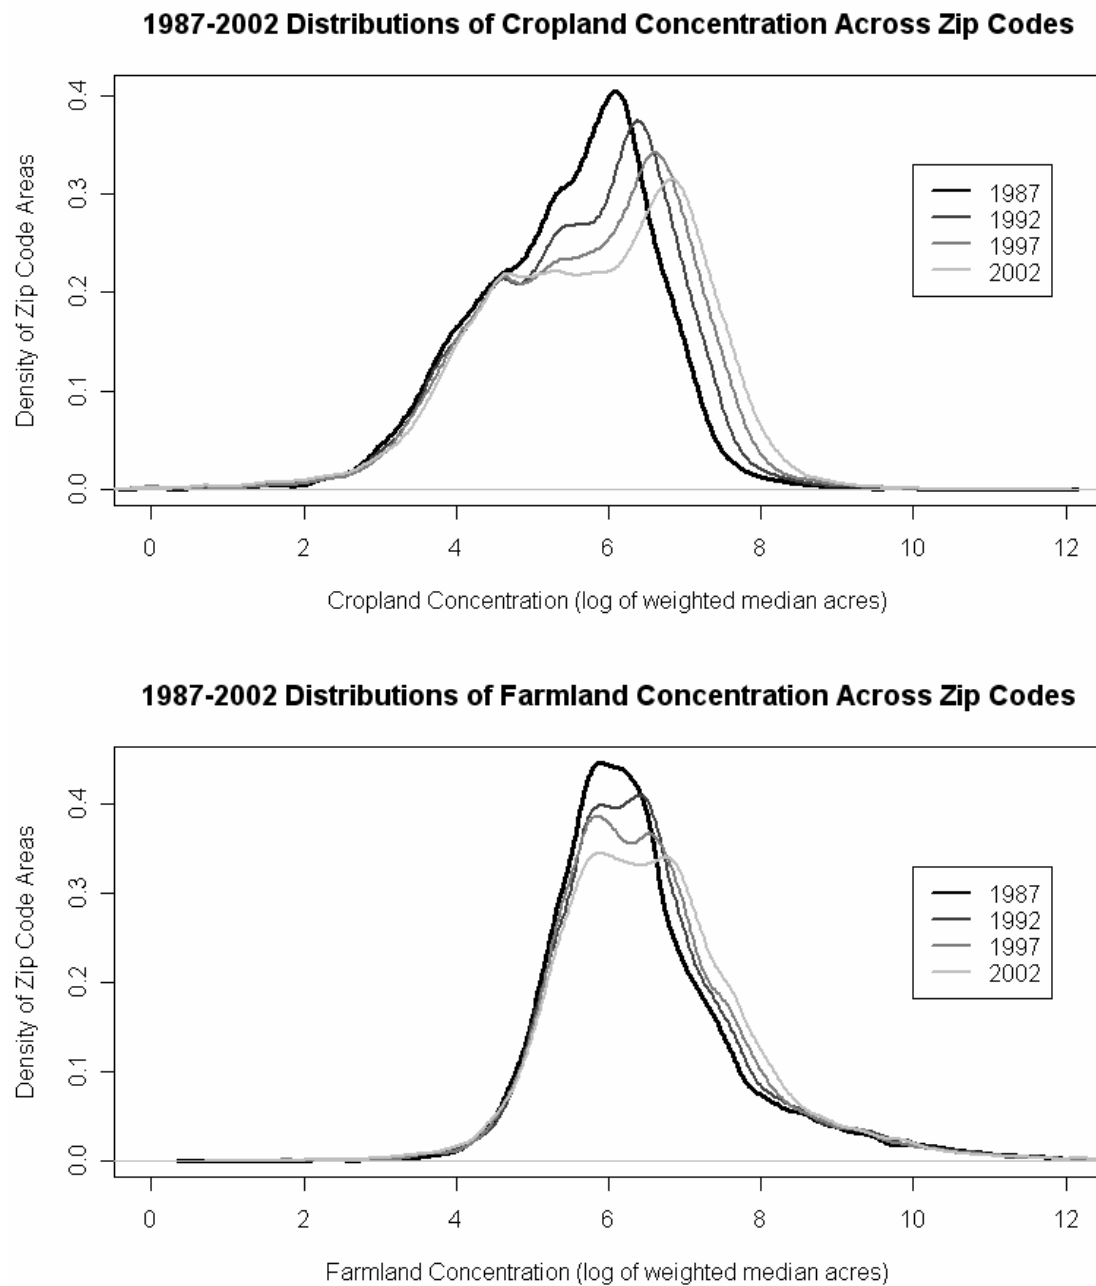 1987-2002 Distributions of Cropland Concentration Across Zip Codes
Density of Zip Code Areas
0.4
0.3
0.2
0.1
0.0
1987
1992
1997
2002
0 2 4 6 8 10 12
Cropland Concentration (log of weighted median acres)
1987-2002 Distributions of Farmland Concentration Across Zip Codes
Density of Zip Code Areas
0.4
0.3
0.2
0.1
0.0
1987
1992
1997
2002
0 2 4 6 8 10 12
Farmland Concentration (log of weighted median acres)